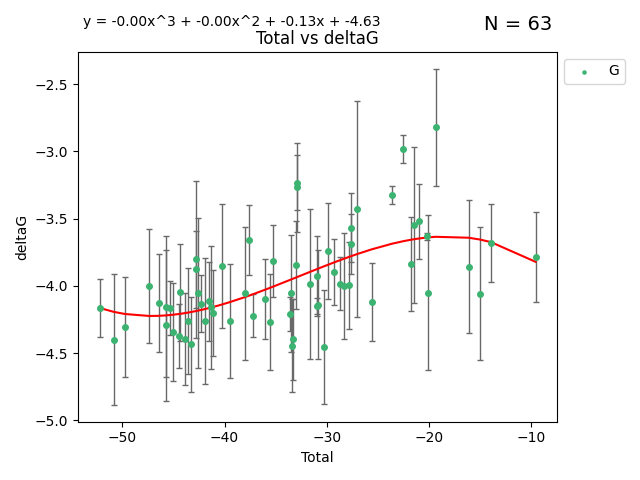 y = -0.00x^3 + -0.00x^2 + -0.13x + -4.63
N = 63
Total vs deltaG
G
−2.5
−3.0
−3.5
−4.0
−4.5
−5.0
deltaG
−50 −40 −30 −20 −10
Total